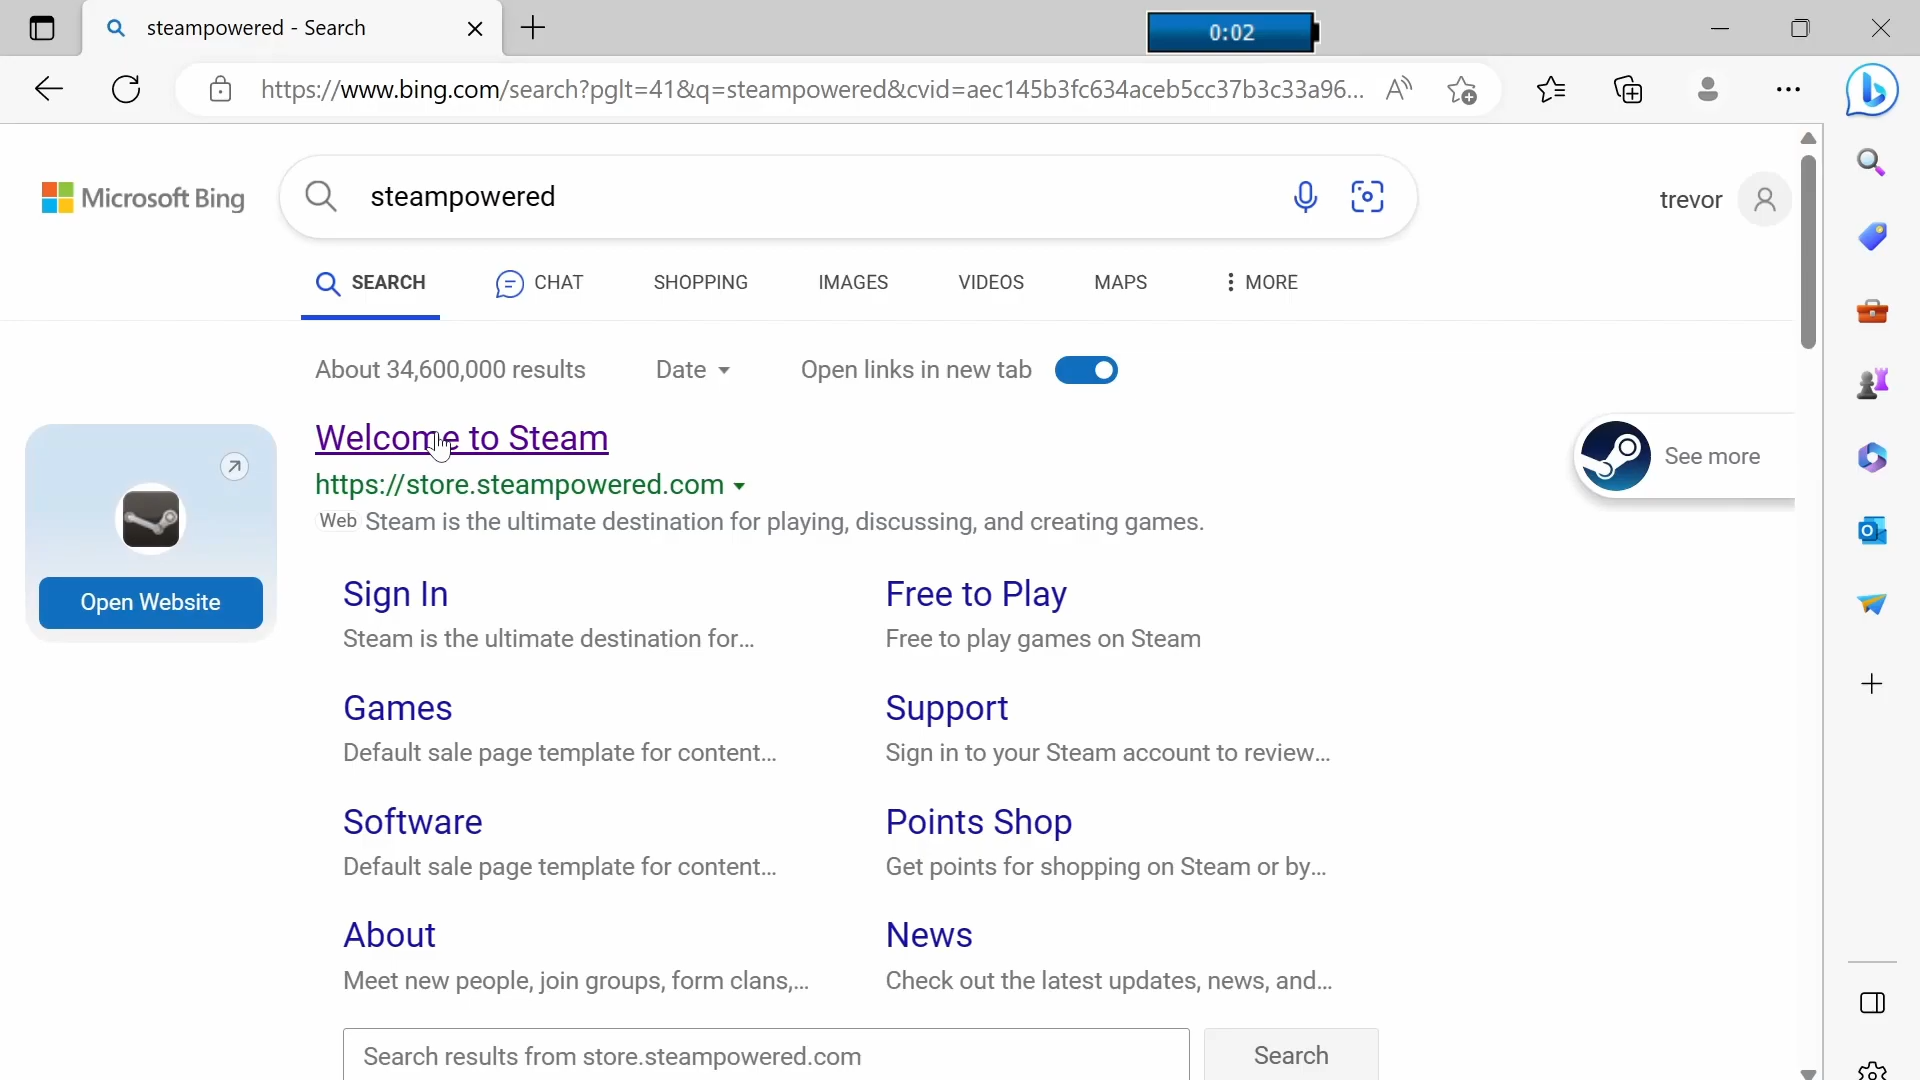 steampowered - Search
0:02
https://www.bing.com/search?pglt=41&q=steampowered&cvid=aec145b3fc634aceb5cc37b3c33a96...
Microsoft Bing
steampowered
trevor
SEARCH
CHAT
SHOPPING
IMAGES
VIDEOS
MAPS
MORE
About 34,600,000 results
Date
Open links in new tab
Welcome to Steam
https://store.steampowered.com
Web Steam is the ultimate destination for playing, discussing, and creating games.
See more
Open Website
Sign In
Steam is the ultimate destination for...
Free to Play
Free to play games on Steam
Games
Default sale page template for content...
Support
Sign in to your Steam account to review...
Software
Default sale page template for content...
Points Shop
Get points for shopping on Steam or by...
About
Meet new people, join groups, form clans,...
News
Check out the latest updates, news, and...
Search results from store.steampowered.com
Search